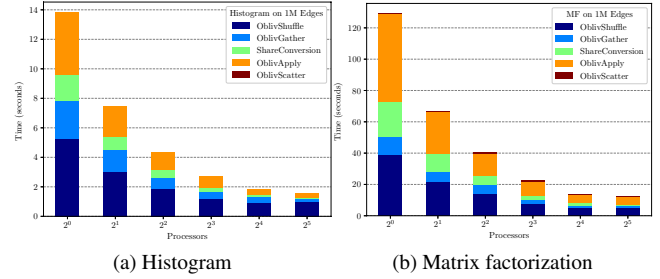 Histogram on 1M Edges
OblivShuffle
OblivGather
ShareConversion
OblivApply
OblivScatter
Time (seconds)
14
12
10
8
6
4
2
0
2^0
2^1
2^2
2^3
2^4
2^5
Processors
(a) Histogram
MF on 1M Edges
OblivShuffle
OblivGather
ShareConversion
OblivApply
OblivScatter
Time (seconds)
120
100
80
60
40
20
0
2^0
2^1
2^2
2^3
2^4
2^5
Processors
(b) Matrix factorization